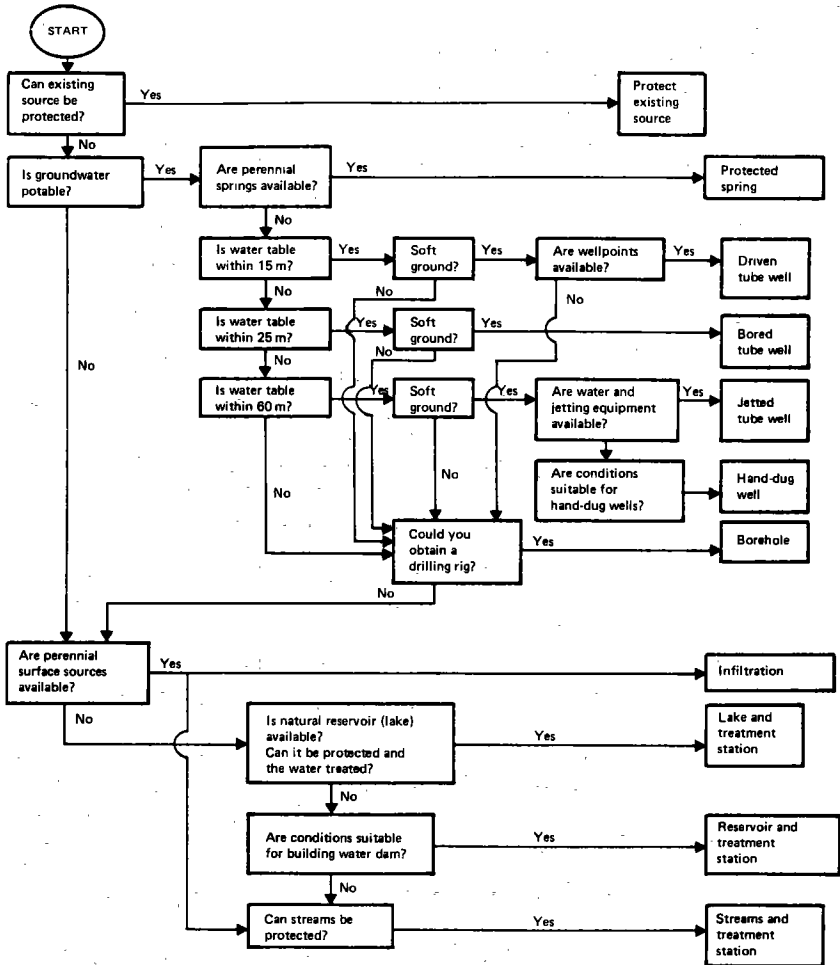 START
Can existing
source be
protected?
Yes
Protect
existing
source
No
Is groundwater
potable?
Yes
Are perennial
springs available?
Yes
Protected
spring
No
Is water table
within 15 m?
Yes
Soft
ground?
Yes
Are wellpoints
available?
Yes
Driven
tube well
No
No
No
Is water table
within 25 m?
Yes
Soft
ground?
Yes
Bored
tube well
No
No
No
Is water table
within 60 m?
Yes
Soft
ground?
Yes
Are water and
jetting equipment
available?
Yes
Jetted
tube well
No
No
Are conditions
suitable for
hand-dug wells?
Hand-dug
well
Could you
obtain a
drilling rig?
Yes
Borehole
No
Are perennial
surface sources
available?
Yes
Infiltration
No
Is natural reservoir (lake)
available?
Can it be protected and
the water treated?
Yes
Lake and
treatment
station
No
Are conditions suitable
for building water dam?
Yes
Reservoir and
treatment
station
No
Can streams be
protected?
Yes
Streams and
treatment
station